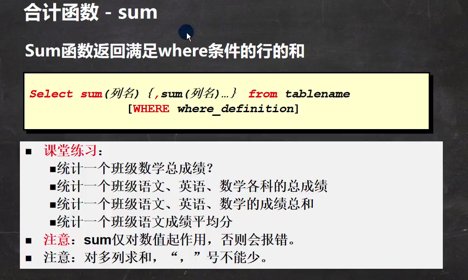 合计函数 - sum
Sum函数返回满足where条件的行的和
Select sum(列名)｛,sum(列名)…｝ from tablename
[WHERE where_definition]
■ 课堂练习：
■统计一个班级数学总成绩？
■统计一个班级语文、英语、数学各科的总成绩
■统计一个班级语文、英语、数学的成绩总和
■统计一个班级语文成绩平均分
■ 注意：sum仅对数值起作用，否则会报错。
■ 注意：对多列求和，“，”号不能少。